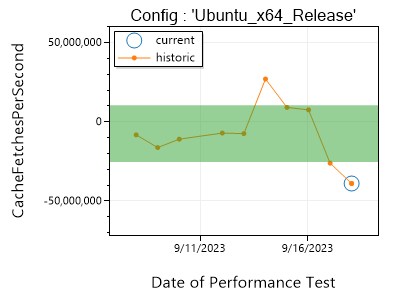 Config : 'Ubuntu_x64_Release'
current
historic
50,000,000
0
-50,000,000
CacheFetchesPerSecond
9/11/2023
9/16/2023
Date of Performance Test